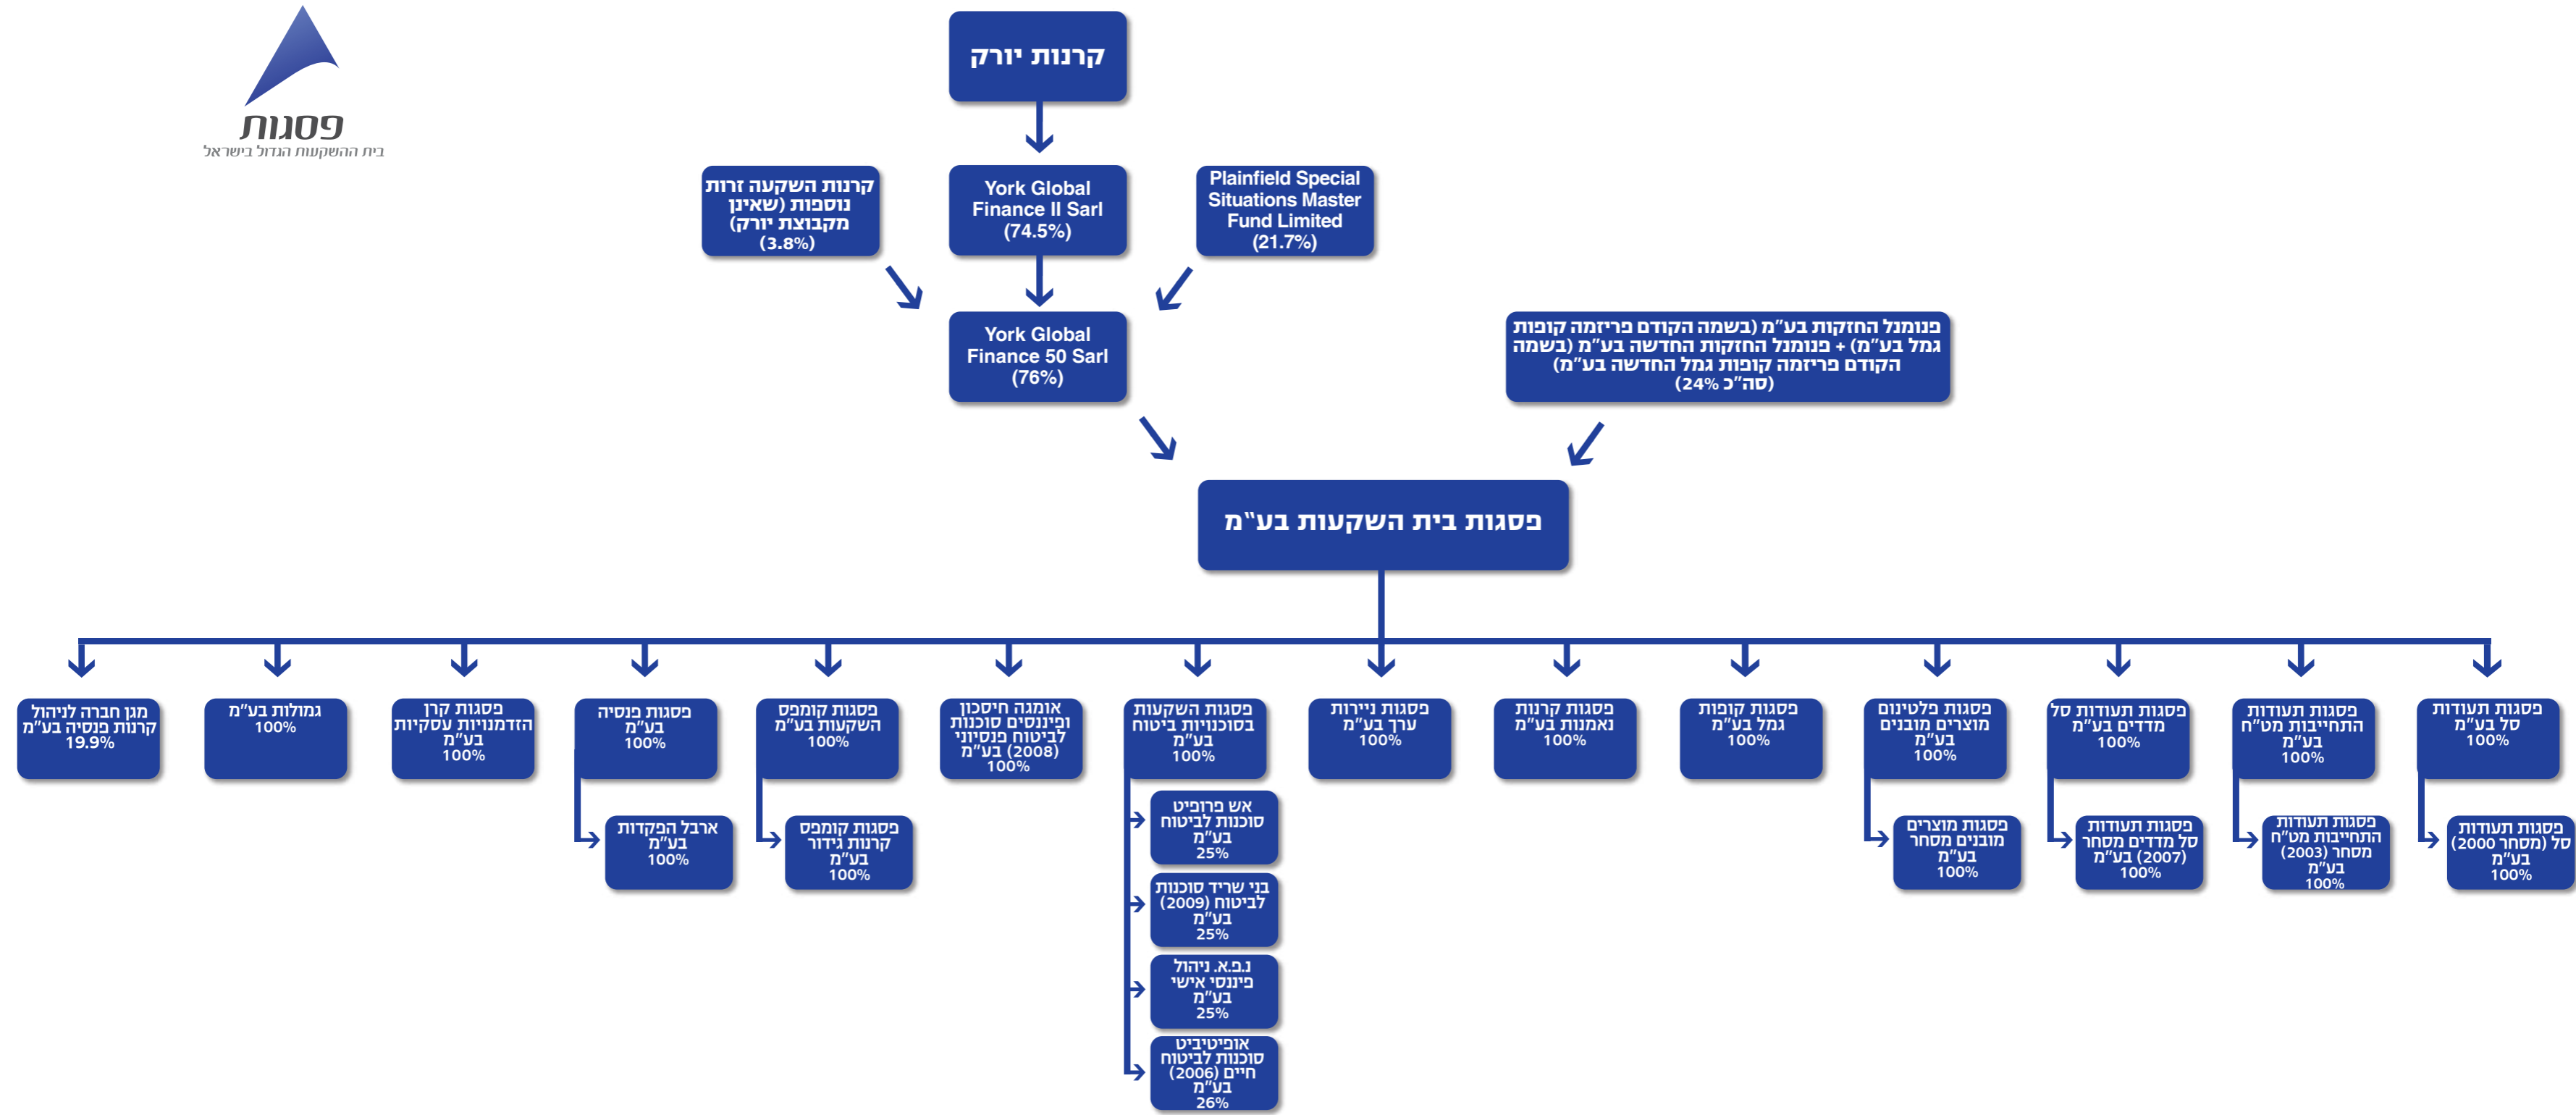 פסגות
בית ההשקעות הגדול בישראל
קרנות יורק
קרנות השקעה זרות
נוספות (שאינן
מקבוצת יורק)
(3.8%)
York Global
Finance II Sarl
(74.5%)
Plainfield Special
Situations Master
Fund Limited
(21.7%)
York Global
Finance 50 Sarl
(76%)
פנומנל החזקות בע"מ (בשמה הקודם פריזמה קופות
גמל בע"מ) + פנומנל החזקות החדשה בע"מ (בשמה
הקודם פריזמה קופות גמל החדשה בע"מ)
(סה"כ 24%)
פסגות בית השקעות בע"מ
פסגות תעודות
סל בע"מ
100%
פסגות תעודות
התחייבות מט"ח
בע"מ
100%
פסגות תעודות סל
מדדים בע"מ
100%
פסגות פלטינום
מוצרים מובנים
בע"מ
100%
פסגות קופות
גמל בע"מ
100%
פסגות קרנות
נאמנות בע"מ
100%
פסגות ניירות
ערך בע"מ
100%
פסגות השקעות
בסוכנויות ביטוח
בע"מ
100%
אומגה חיסכון
ופיננסים סוכנות
לביטוח פנסיוני
(2008) בע"מ
100%
פסגות קומפס
השקעות בע"מ
100%
פסגות פנסיה
בע"מ
100%
פסגות קרן
הזדמנויות עסקיות
בע"מ
100%
גמולות בע"מ
100%
מגן חברה לניהול
קרנות פנסיה בע"מ
19.9%
פסגות תעודות
סל (מסחר 2000)
בע"מ
100%
פסגות תעודות
התחייבות מט"ח
מסחר (2003)
בע"מ
100%
פסגות תעודות
סל מדדים מסחר
(2007) בע"מ
100%
פסגות מוצרים
מובנים מסחר
בע"מ
100%
אש פרופיט
סוכנות לביטוח
בע"מ
25%
בני שריד סוכנות
לביטוח (2009)
בע"מ
25%
נ.פ.א. ניהול
פיננסי אישי
בע"מ
25%
אופיטיביט
סוכנות לביטוח
חיים (2006)
בע"מ
26%
פסגות קומפס
קרנות גידור
בע"מ
100%
ארבל הפקדות
בע"מ
100%